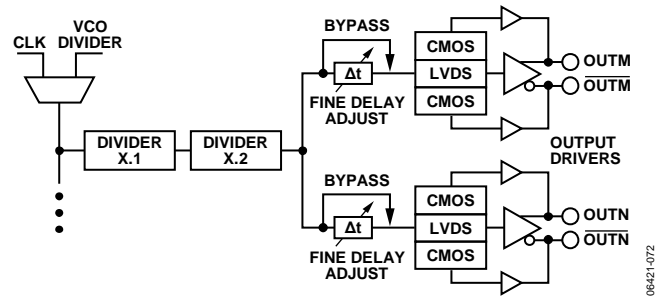 CLK
VCO
DIVIDER
DIVIDER
X.1
DIVIDER
X.2
BYPASS
Δt
FINE DELAY
ADJUST
CMOS
LVDS
CMOS
OUTM
OUTM
OUTPUT
DRIVERS
BYPASS
Δt
FINE DELAY
ADJUST
CMOS
LVDS
CMOS
OUTN
OUTN
06421-072